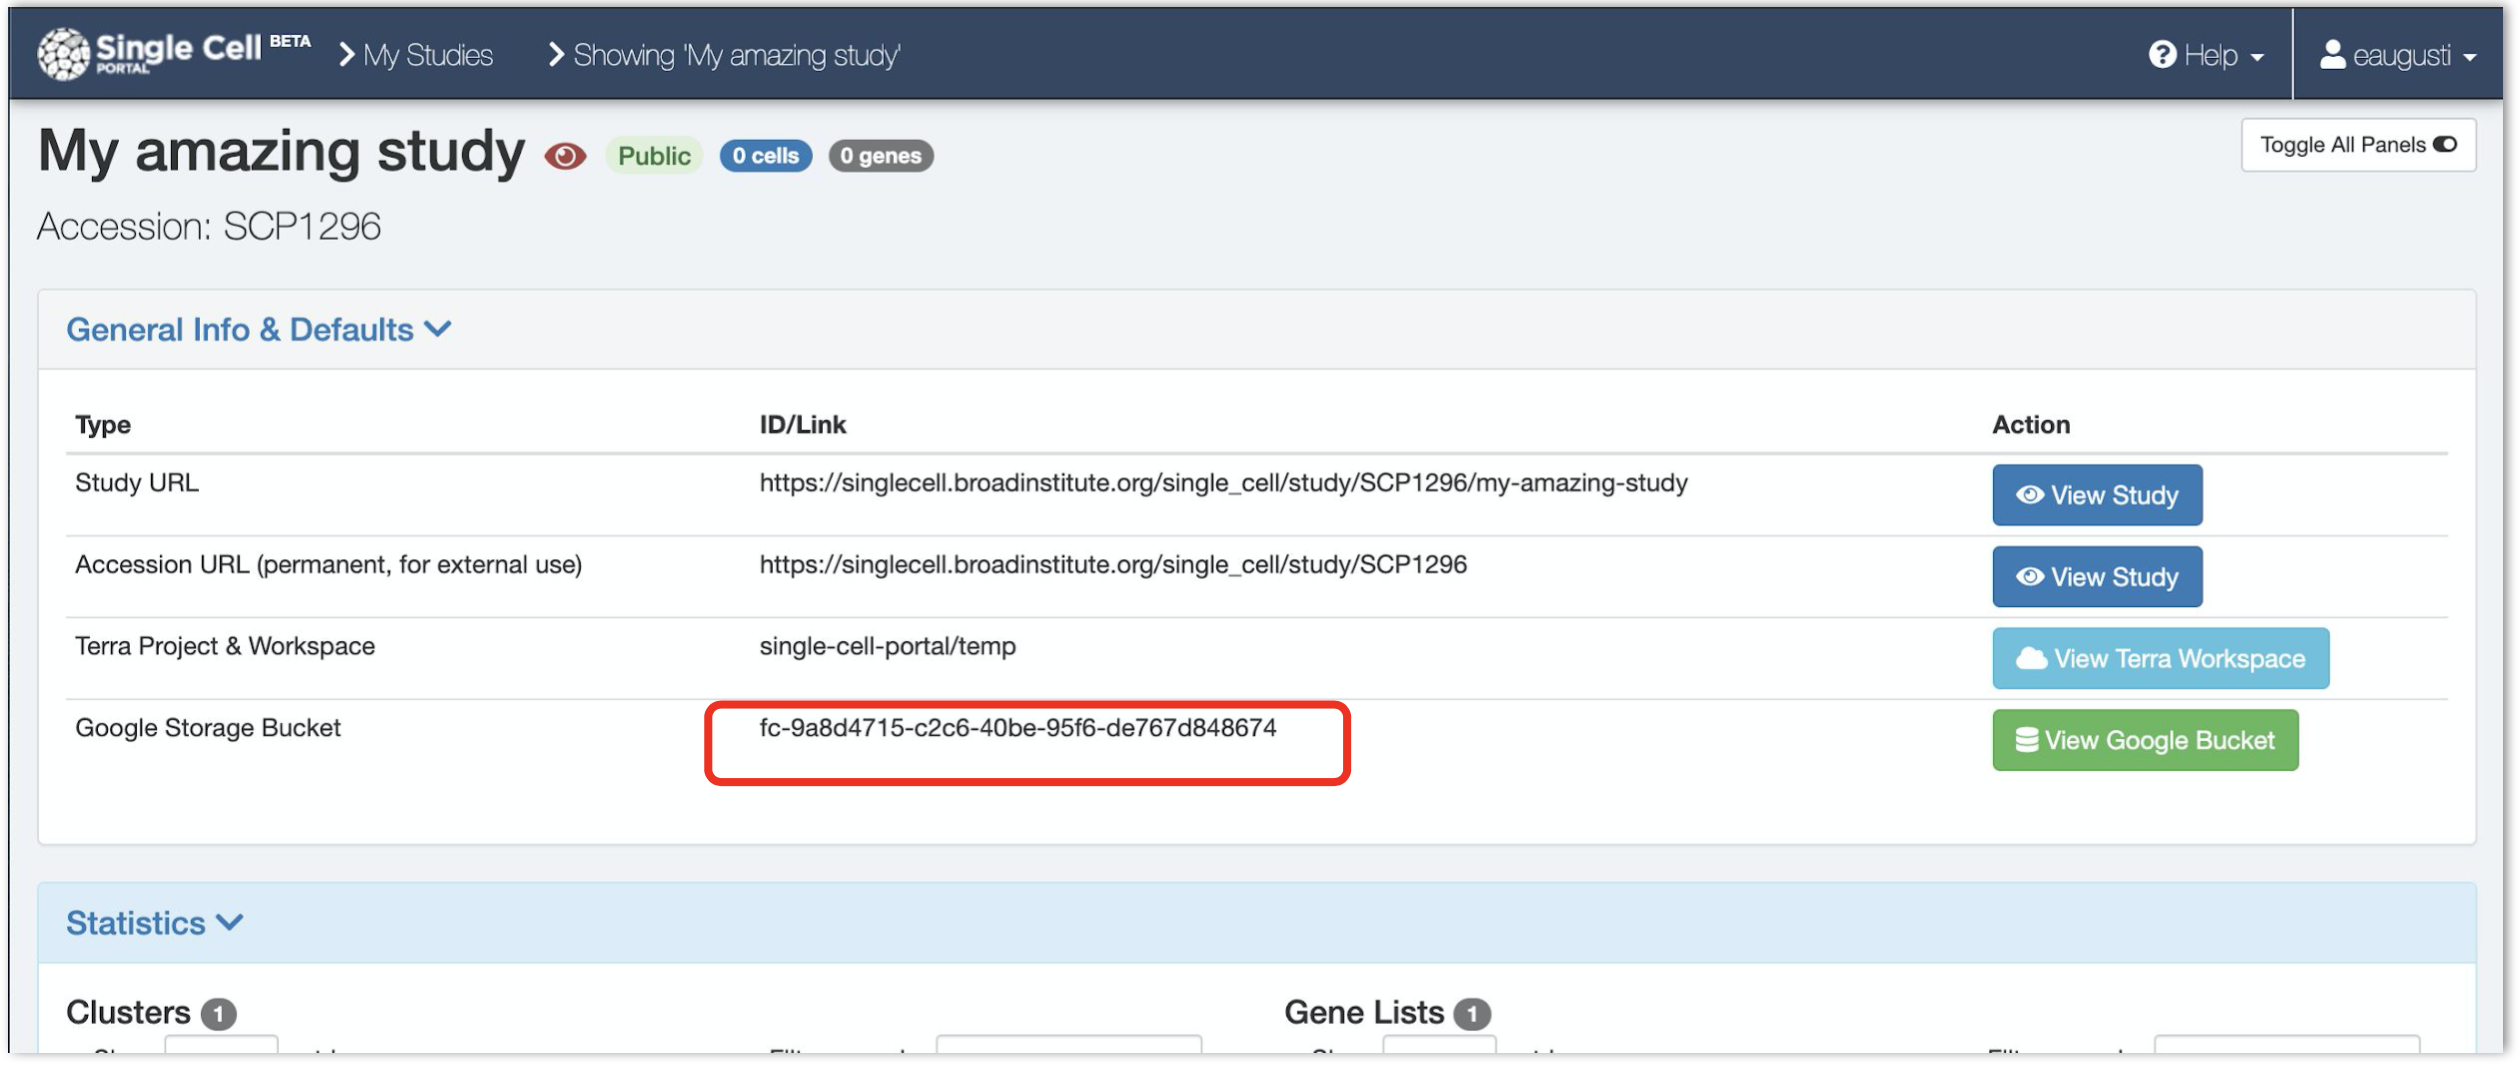 Single Cell BETA
PORTAL
My Studies
Showing 'My amazing study'
Help
eaugusti
My amazing study
Public
0 cells
0 genes
Toggle All Panels
Accession: SCP1296
General Info & Defaults
Type ID/Link Action
Study URL https://singlecell.broadinstitute.org/single_cell/study/SCP1296/my-amazing-study View Study
Accession URL (permanent, for external use) https://singlecell.broadinstitute.org/single_cell/study/SCP1296 View Study
Terra Project & Workspace single-cell-portal/temp View Terra Workspace
Google Storage Bucket fc-9a8d4715-c2c6-40be-95f6-de767d848674 View Google Bucket
Statistics
Clusters 1
Gene Lists 1